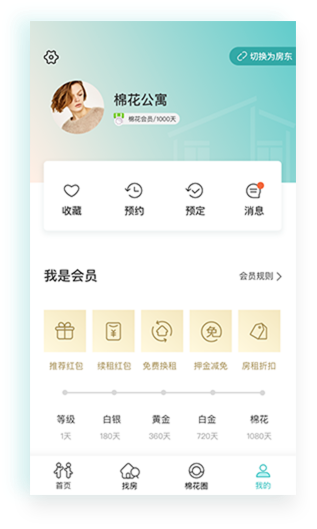 切换为房东
棉花公寓
棉花会员/1000天
收藏 预约 预定 消息
我是会员 会员规则
免
推荐红包 续租红包 免费换租 押金减免 房租折扣
等级 白银 黄金 白金 棉花
1天 180天 360天 720天 1080天
首页 找房 棉花圈 我的